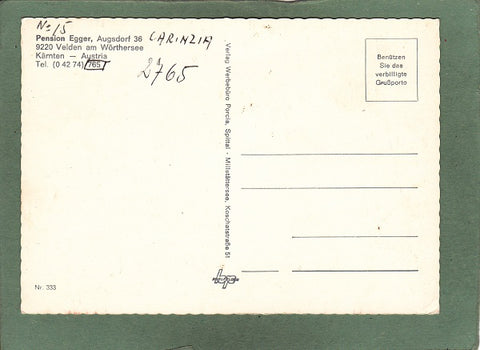 No 15
Pension Egger, Augsdorf 36 CARINZIA
9220 Velden am Wörthersee
Kärnten — Austria
Tel. (0 42 74) 765
2765
Verlag Werbebüro Porcia, Spittal - Millstättersee, Koschatstraße 51
Benützen
Sie das
verbilligte
Grußporto
Nr. 333